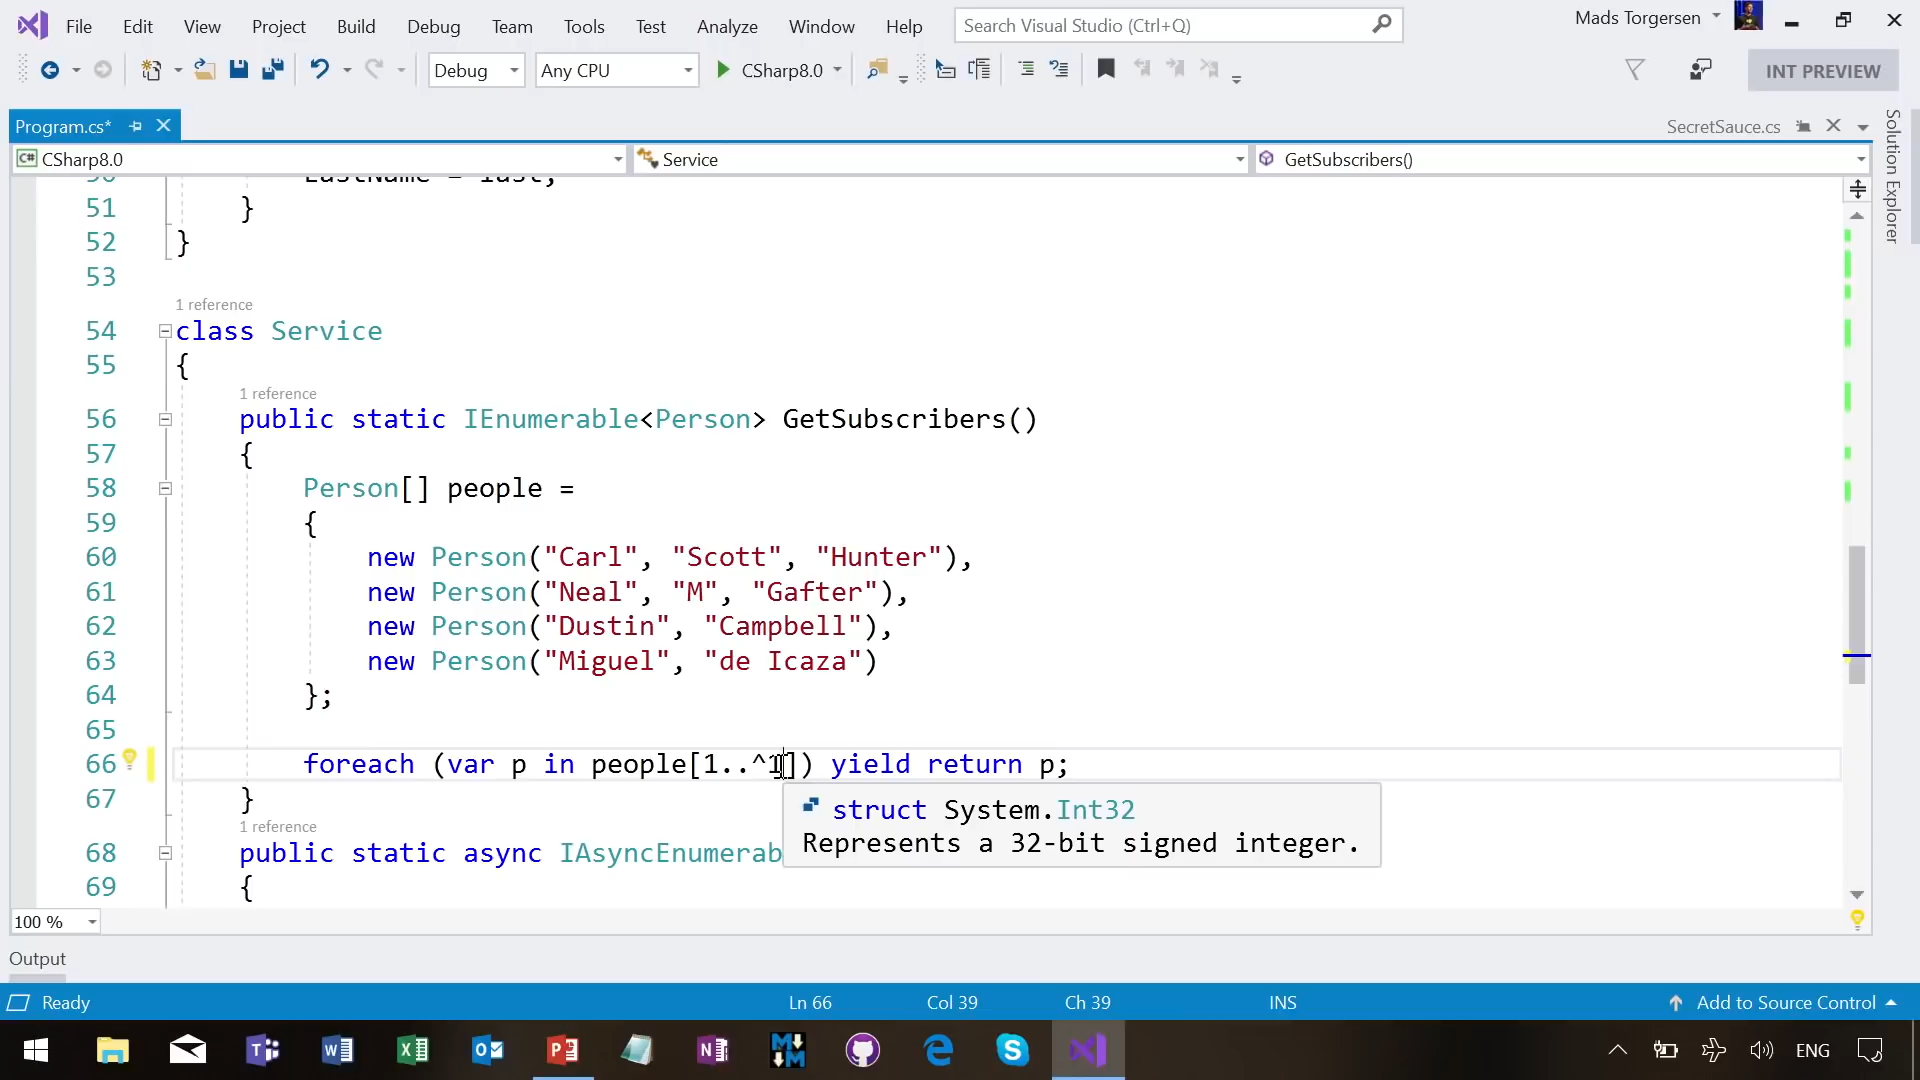 File Edit View Project Build Debug Team Tools Test Analyze Window Help Search Visual Studio (Ctrl+Q) Mads Torgersen
Debug Any CPU CSharp8.0 INT PREVIEW
Program.cs* SecretSauce.cs
C# CSharp8.0 Service GetSubscribers()
Solution Explorer
50 LastName = last;
51 }
52 }
53
1 reference
54 class Service
55 {
1 reference
56 public static IEnumerable<Person> GetSubscribers()
57 {
58 Person[] people =
59 {
60 new Person("Carl", "Scott", "Hunter"),
61 new Person("Neal", "M", "Gafter"),
62 new Person("Dustin", "Campbell"),
63 new Person("Miguel", "de Icaza")
64 };
65
66 foreach (var p in people[1..^1]) yield return p;
67 }
struct System.Int32
Represents a 32-bit signed integer.
1 reference
68 public static async IAsyncEnumerab
69 {
100 %
Output
Ready Ln 66 Col 39 Ch 39 INS Add to Source Control
ENG